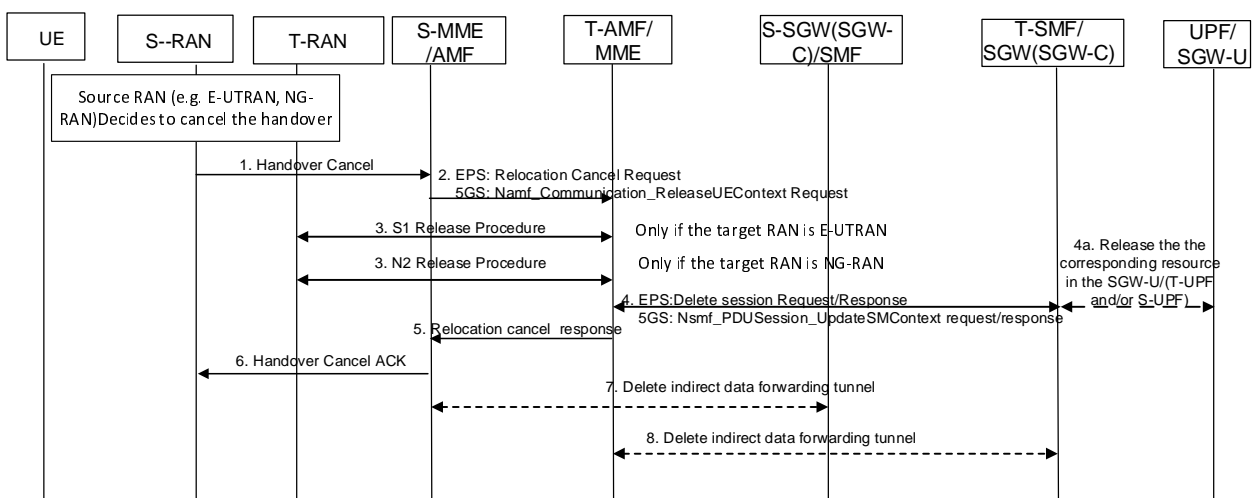 UE
S--RAN
T-RAN
S-MME
/AMF
T-AMF/
MME
S-SGW(SGW-
C)/SMF
T-SMF/
SGW(SGW-C)
UPF/
SGW-U
Source RAN (e.g. E-UTRAN, NG-
RAN)Decides to cancel the handover
1. Handover Cancel
2. EPS: Relocation Cancel Request
5GS: Namf_Communication_ReleaseUEContext Request
3. S1 Release Procedure
Only if the target RAN is E-UTRAN
3. N2 Release Procedure
Only if the target RAN is NG-RAN
4a. Release the the
corresponding resource
in the SGW-U/(T-UPF
and/or S-UPF)
4. EPS:Delete session Request/Response
5GS: Nsmf_PDUSession_UpdateSMContext request/response
5. Relocation cancel response
6. Handover Cancel ACK
7. Delete indirect data forwarding tunnel
8. Delete indirect data forwarding tunnel